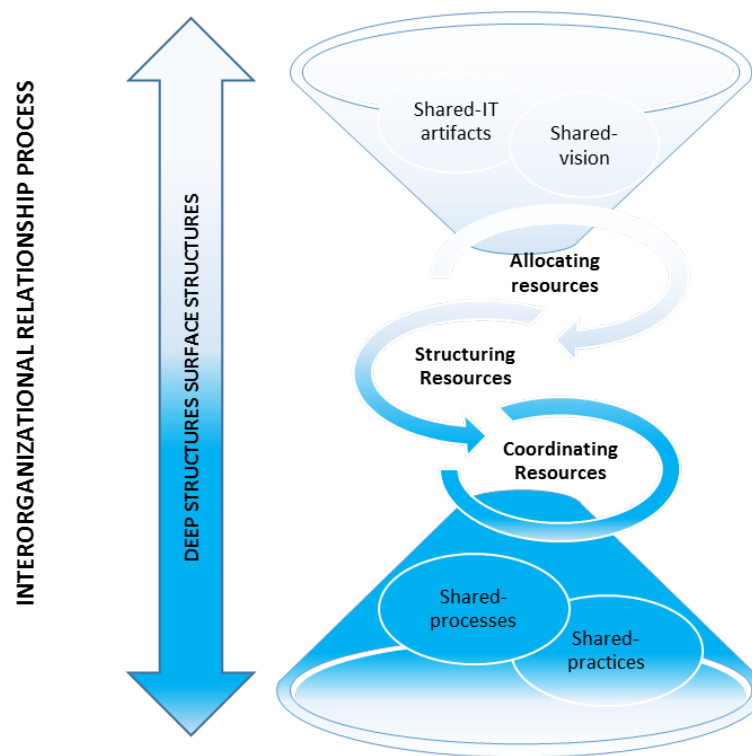 INTERORGANIZATIONAL RELATIONSHIP PROCESS
DEEP STRUCTURES SURFACE STRUCTURES
Shared-IT
artifacts
Shared-
vision
Allocating
resources
Structuring
Resources
Coordinating
Resources
Shared-
processes
Shared-
practices